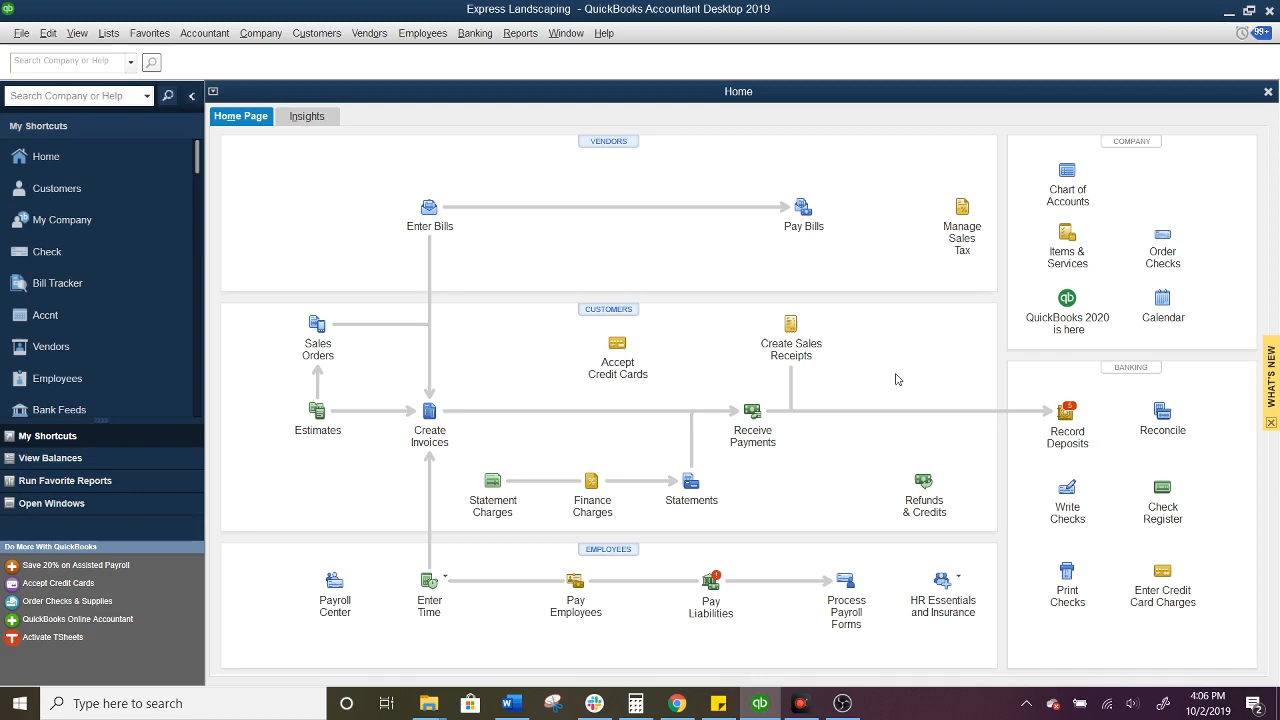 Express Landscaping - QuickBooks Accountant Desktop 2019
File Edit View Lists Favorites Accountant Company Customers Vendors Employees Banking Reports Window Help
99+
Search Company or Help
Search Company or Help
Home
My Shortcuts
Home
Customers
My Company
Check
Bill Tracker
Accnt
Vendors
Employees
Bank Feeds
My Shortcuts
View Balances
Run Favorite Reports
Open Windows
Do More With QuickBooks
Save 20% on Assisted Payroll
Accept Credit Cards
Order Checks & Supplies
QuickBooks Online Accountant
Activate TSheets
Home Page
Insights
VENDORS
Enter Bills
Pay Bills
Manage
Sales
Tax
CUSTOMERS
Sales
Orders
Accept
Credit Cards
Create Sales
Receipts
Estimates
Create
Invoices
Receive
Payments
Statement
Charges
Finance
Charges
Statements
Refunds
& Credits
EMPLOYEES
Payroll
Center
Enter
Time
Pay
Employees
Pay
Liabilities
Process
Payroll
Forms
HR Essentials
and Insurance
COMPANY
Chart of
Accounts
Items &
Services
Order
Checks
qb
QuickBooks 2020
is here
Calendar
BANKING
5
Record
Deposits
Reconcile
Write
Checks
Check
Register
Print
Checks
Enter Credit
Card Charges
WHAT'S NEW
Type here to search
4:06 PM
10/2/2019
2